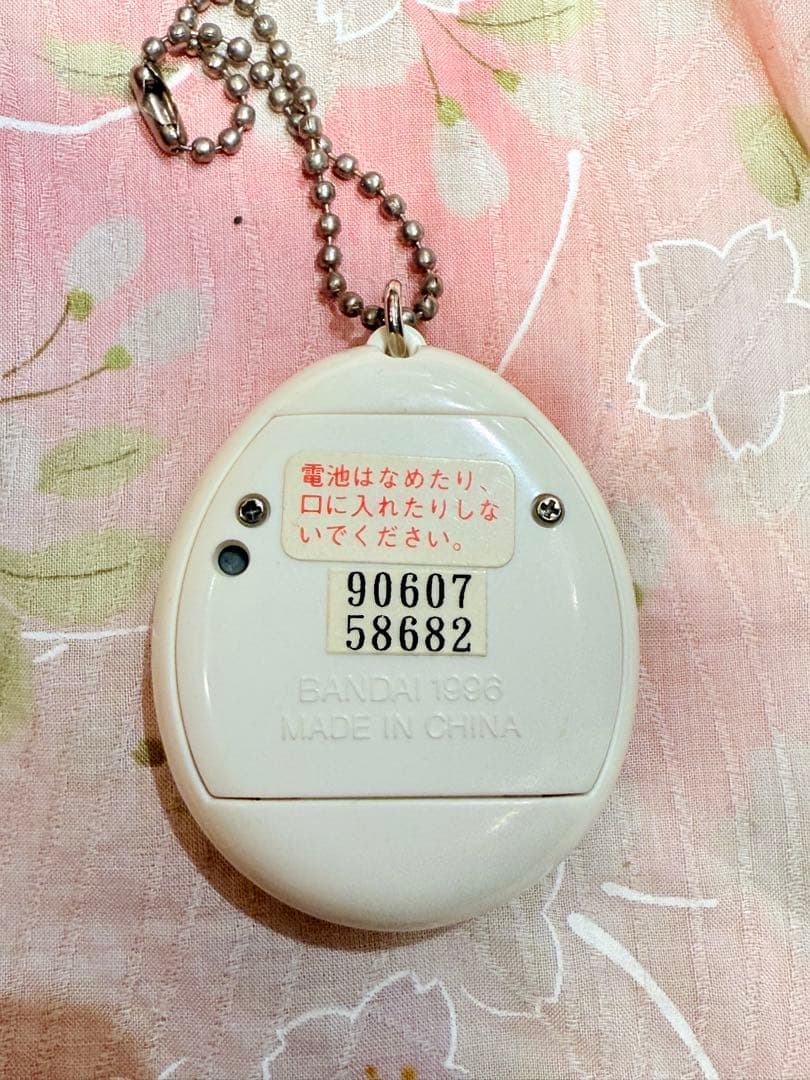 電池はなめたり、
口に入れたりしな
いでください。
90607
58682
BANDAI 1996
MADE IN CHINA